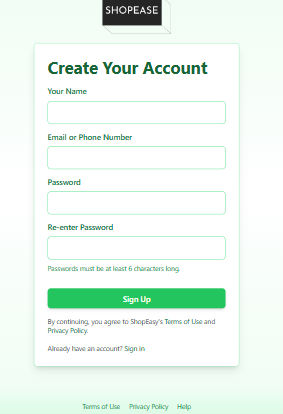 SHOPEASE
Create Your Account
Your Name
Email or Phone Number
Password
Re-enter Password
Passwords must be at least 6 characters long.
Sign Up
By continuing, you agree to ShopEasy's Terms of Use and
Privacy Policy.
Already have an account? Sign in
Terms of Use Privacy Policy Help